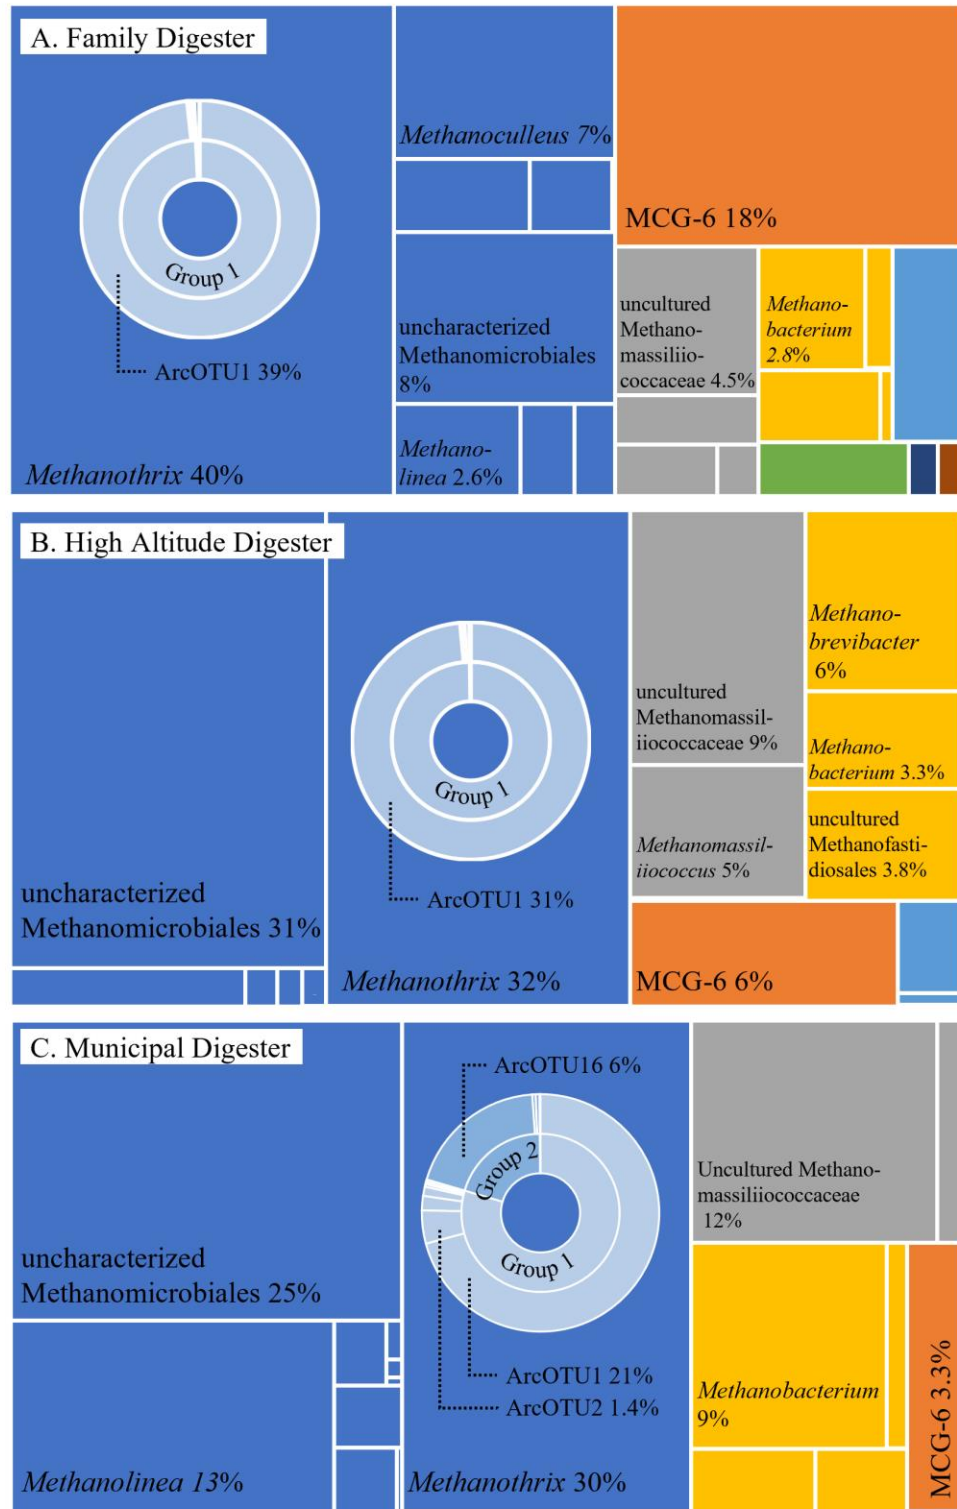 A. Family Digester
Group 1
ArcOTU1 39%
Methanothrix 40%
Methanoculleus 7%
uncharacterized
Methanomicrobiales
8%
Methano-
linea 2.6%
MCG-6 18%
uncultured
Methano-
massiliio-
coccaceae 4.5%
Methano-
bacterium
2.8%
B. High Altitude Digester
uncharacterized
Methanomicrobiales 31%
Group 1
ArcOTU1 31%
Methanothrix 32%
uncultured
Methanomassil-
iiococcaceae 9%
Methanomassil-
iiococcus 5%
Methano-
brevibacter
6%
Methano-
bacterium 3.3%
uncultured
Methanofasti-
diosales 3.8%
MCG-6 6%
C. Municipal Digester
uncharacterized
Methanomicrobiales 25%
Methanolinea 13%
ArcOTU16 6%
Group 2
Group 1
ArcOTU1 21%
ArcOTU2 1.4%
Methanothrix 30%
Uncultured Methano-
massiliiococcaceae
12%
Methanobacterium
9%
MCG-6 3.3%